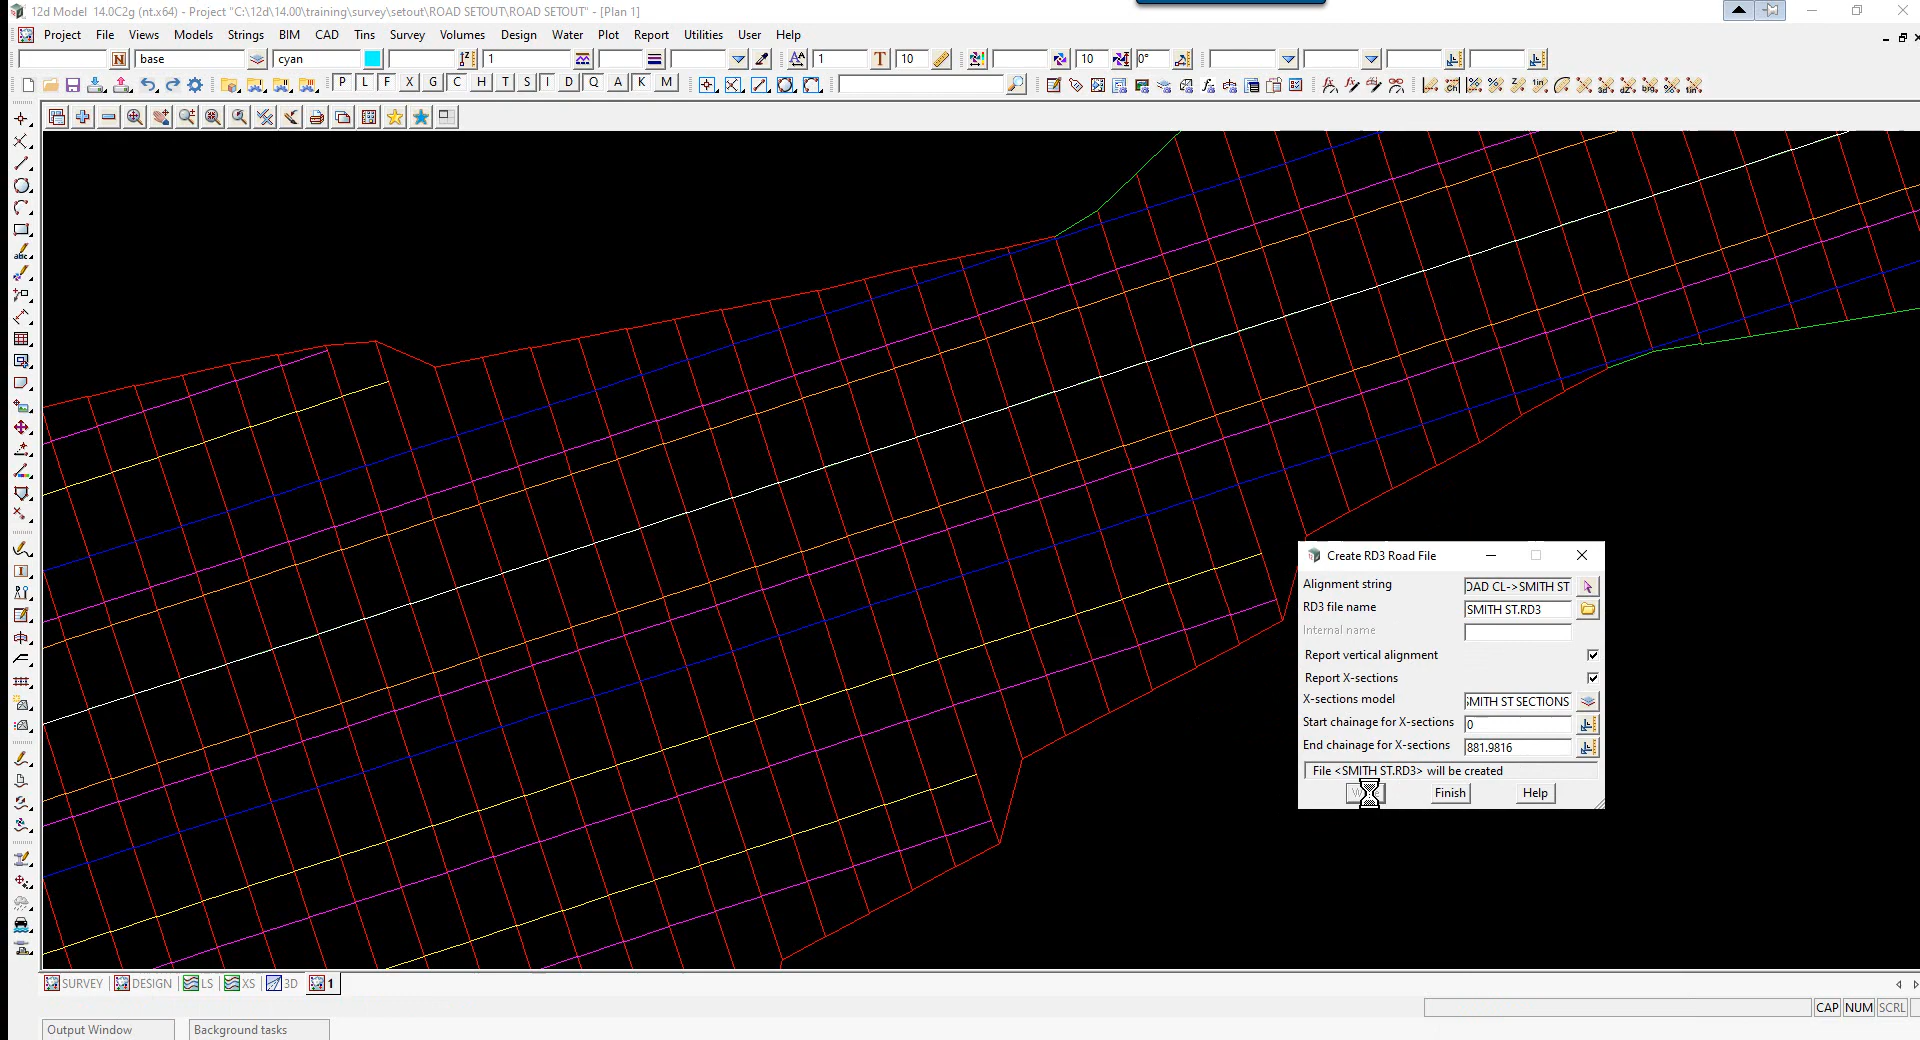 12d Model 14.0C2g (nt.x64) - Project "C:\12d\14.00\training\survey\setout\ROAD SETOUT\ROAD SETOUT" - [Plan 1]
Project File Views Models Strings BIM CAD Tins Survey Volumes Design Water Plot Report Utilities User Help
N base cyan 1 1 T 10 10 0°
P L F X G C H T S I D Q A K M
Create RD3 Road File
Alignment string OAD CL->SMITH ST
RD3 file name SMITH ST.RD3
Internal name
Report vertical alignment
Report X-sections
X-sections model SMITH ST SECTIONS
Start chainage for X-sections 0
End chainage for X-sections 881.9816
File <SMITH ST.RD3> will be created
Finish Help
SURVEY DESIGN LS XS 3D 1
CAP NUM SCRL
Output Window Background tasks